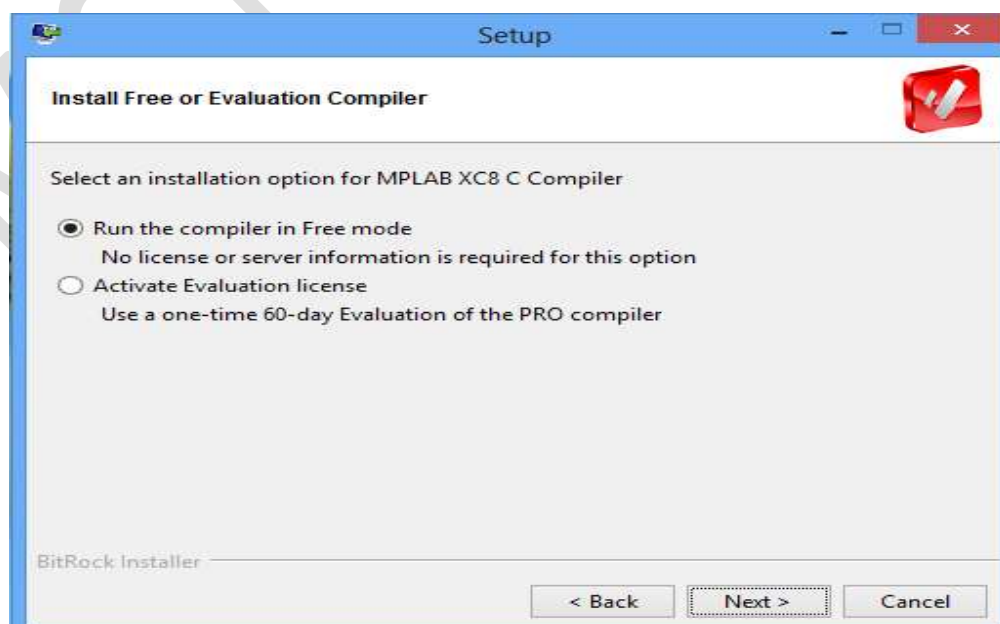 Setup
Install Free or Evaluation Compiler
Select an installation option for MPLAB XC8 C Compiler
Run the compiler in Free mode
No license or server information is required for this option
Activate Evaluation license
Use a one-time 60-day Evaluation of the PRO compiler
BitRock Installer
< Back Next > Cancel